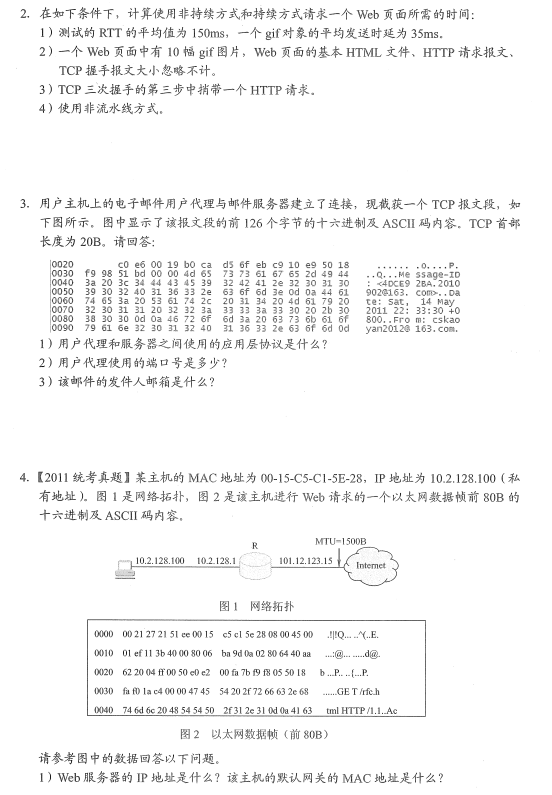 2. 在如下条件下，计算使用非持续方式和持续方式请求一个 Web 页面所需的时间：
1）测试的 RTT 的平均值为 150ms，一个 gif 对象的平均发送时延为 35ms。
2）一个 Web 页面中有 10 幅 gif 图片，Web 页面的基本 HTML 文件、HTTP 请求报文、
TCP 握手报文大小忽略不计。
3）TCP 三次握手的第三步中捎带一个 HTTP 请求。
4）使用非流水线方式。
3. 用户主机上的电子邮件用户代理与邮件服务器建立了连接，现截获一个 TCP 报文段，如
下图所示。图中显示了该报文段的前 126 个字节的十六进制及 ASCII 码内容。TCP 首部
长度为 20B。请回答：
0020 c0 e6 00 19 b0 ca d5 6f eb c9 10 e9 50 18 ...... .o....P.
0030 f9 98 51 bd 00 00 4d 65 73 73 61 67 65 2d 49 44 ..Q...Me ssage-ID
0040 3a 20 3c 34 44 43 45 39 32 42 41 2e 32 30 31 30 : <4DCE9 2BA.2010
0050 39 30 32 40 31 36 33 2e 63 6f 6d 3e 0d 0a 44 61 902@163. com>..Da
0060 74 65 3a 20 53 61 74 2c 20 31 34 20 4d 61 79 20 te: Sat, 14 May
0070 32 30 31 31 20 32 32 3a 33 33 3a 33 30 20 2b 30 2011 22: 33:30 +0
0080 38 30 30 0d 0a 46 72 6f 6d 3a 20 63 73 6b 61 6f 800..Fro m: cskao
0090 79 61 6e 32 30 31 32 40 31 36 33 2e 63 6f 6d 0d yan2012@ 163.com.
1）用户代理和服务器之间使用的应用层协议是什么？
2）用户代理使用的端口号是多少？
3）该邮件的发件人邮箱是什么？
4.【2011 统考真题】某主机的 MAC 地址为 00-15-C5-C1-5E-28，IP 地址为 10.2.128.100（私
有地址）。图 1 是网络拓扑，图 2 是该主机进行 Web 请求的一个以太网数据帧前 80B 的
十六进制及 ASCII 码内容。
R MTU=1500B
10.2.128.100 10.2.128.1 101.12.123.15 Internet
图 1 网络拓扑
0000 00 21 27 21 51 ee 00 15 c5 c1 5e 28 08 00 45 00 .!|!Q... ..^(..E.
0010 01 ef 11 3b 40 00 80 06 ba 9d 0a 02 80 64 40 aa ...:@... .....d@.
0020 62 20 04 ff 00 50 e0 e2 00 fa 7b f9 f8 05 50 18 b ...P.. ..{...P.
0030 fa f0 1a c4 00 00 47 45 54 20 2f 72 66 63 2e 68 ......GE T /rfc.h
0040 74 6d 6c 20 48 54 54 50 2f 31 2e 31 0d 0a 41 63 tml HTTP /1.1..Ac
图 2 以太网数据帧（前 80B）
请参考图中的数据回答以下问题。
1）Web 服务器的 IP 地址是什么？该主机的默认网关的 MAC 地址是什么？